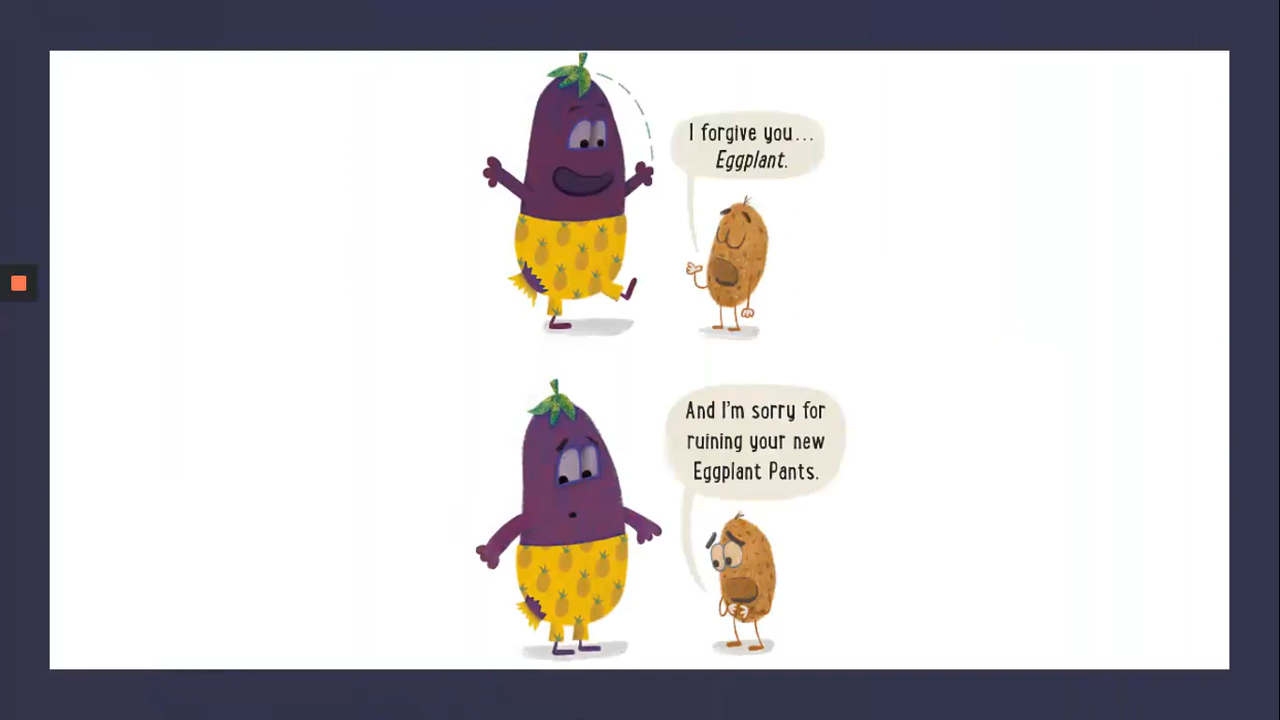 I forgive you...
Eggplant.
And I'm sorry for
ruining your new
Eggplant Pants.